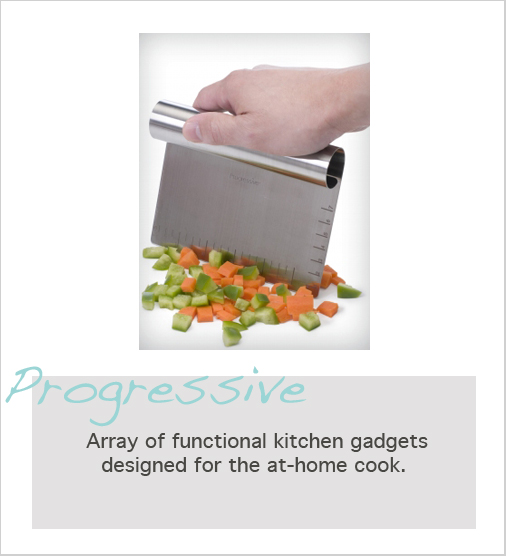 Progressive
Array of functional kitchen gadgets
designed for the at-home cook.